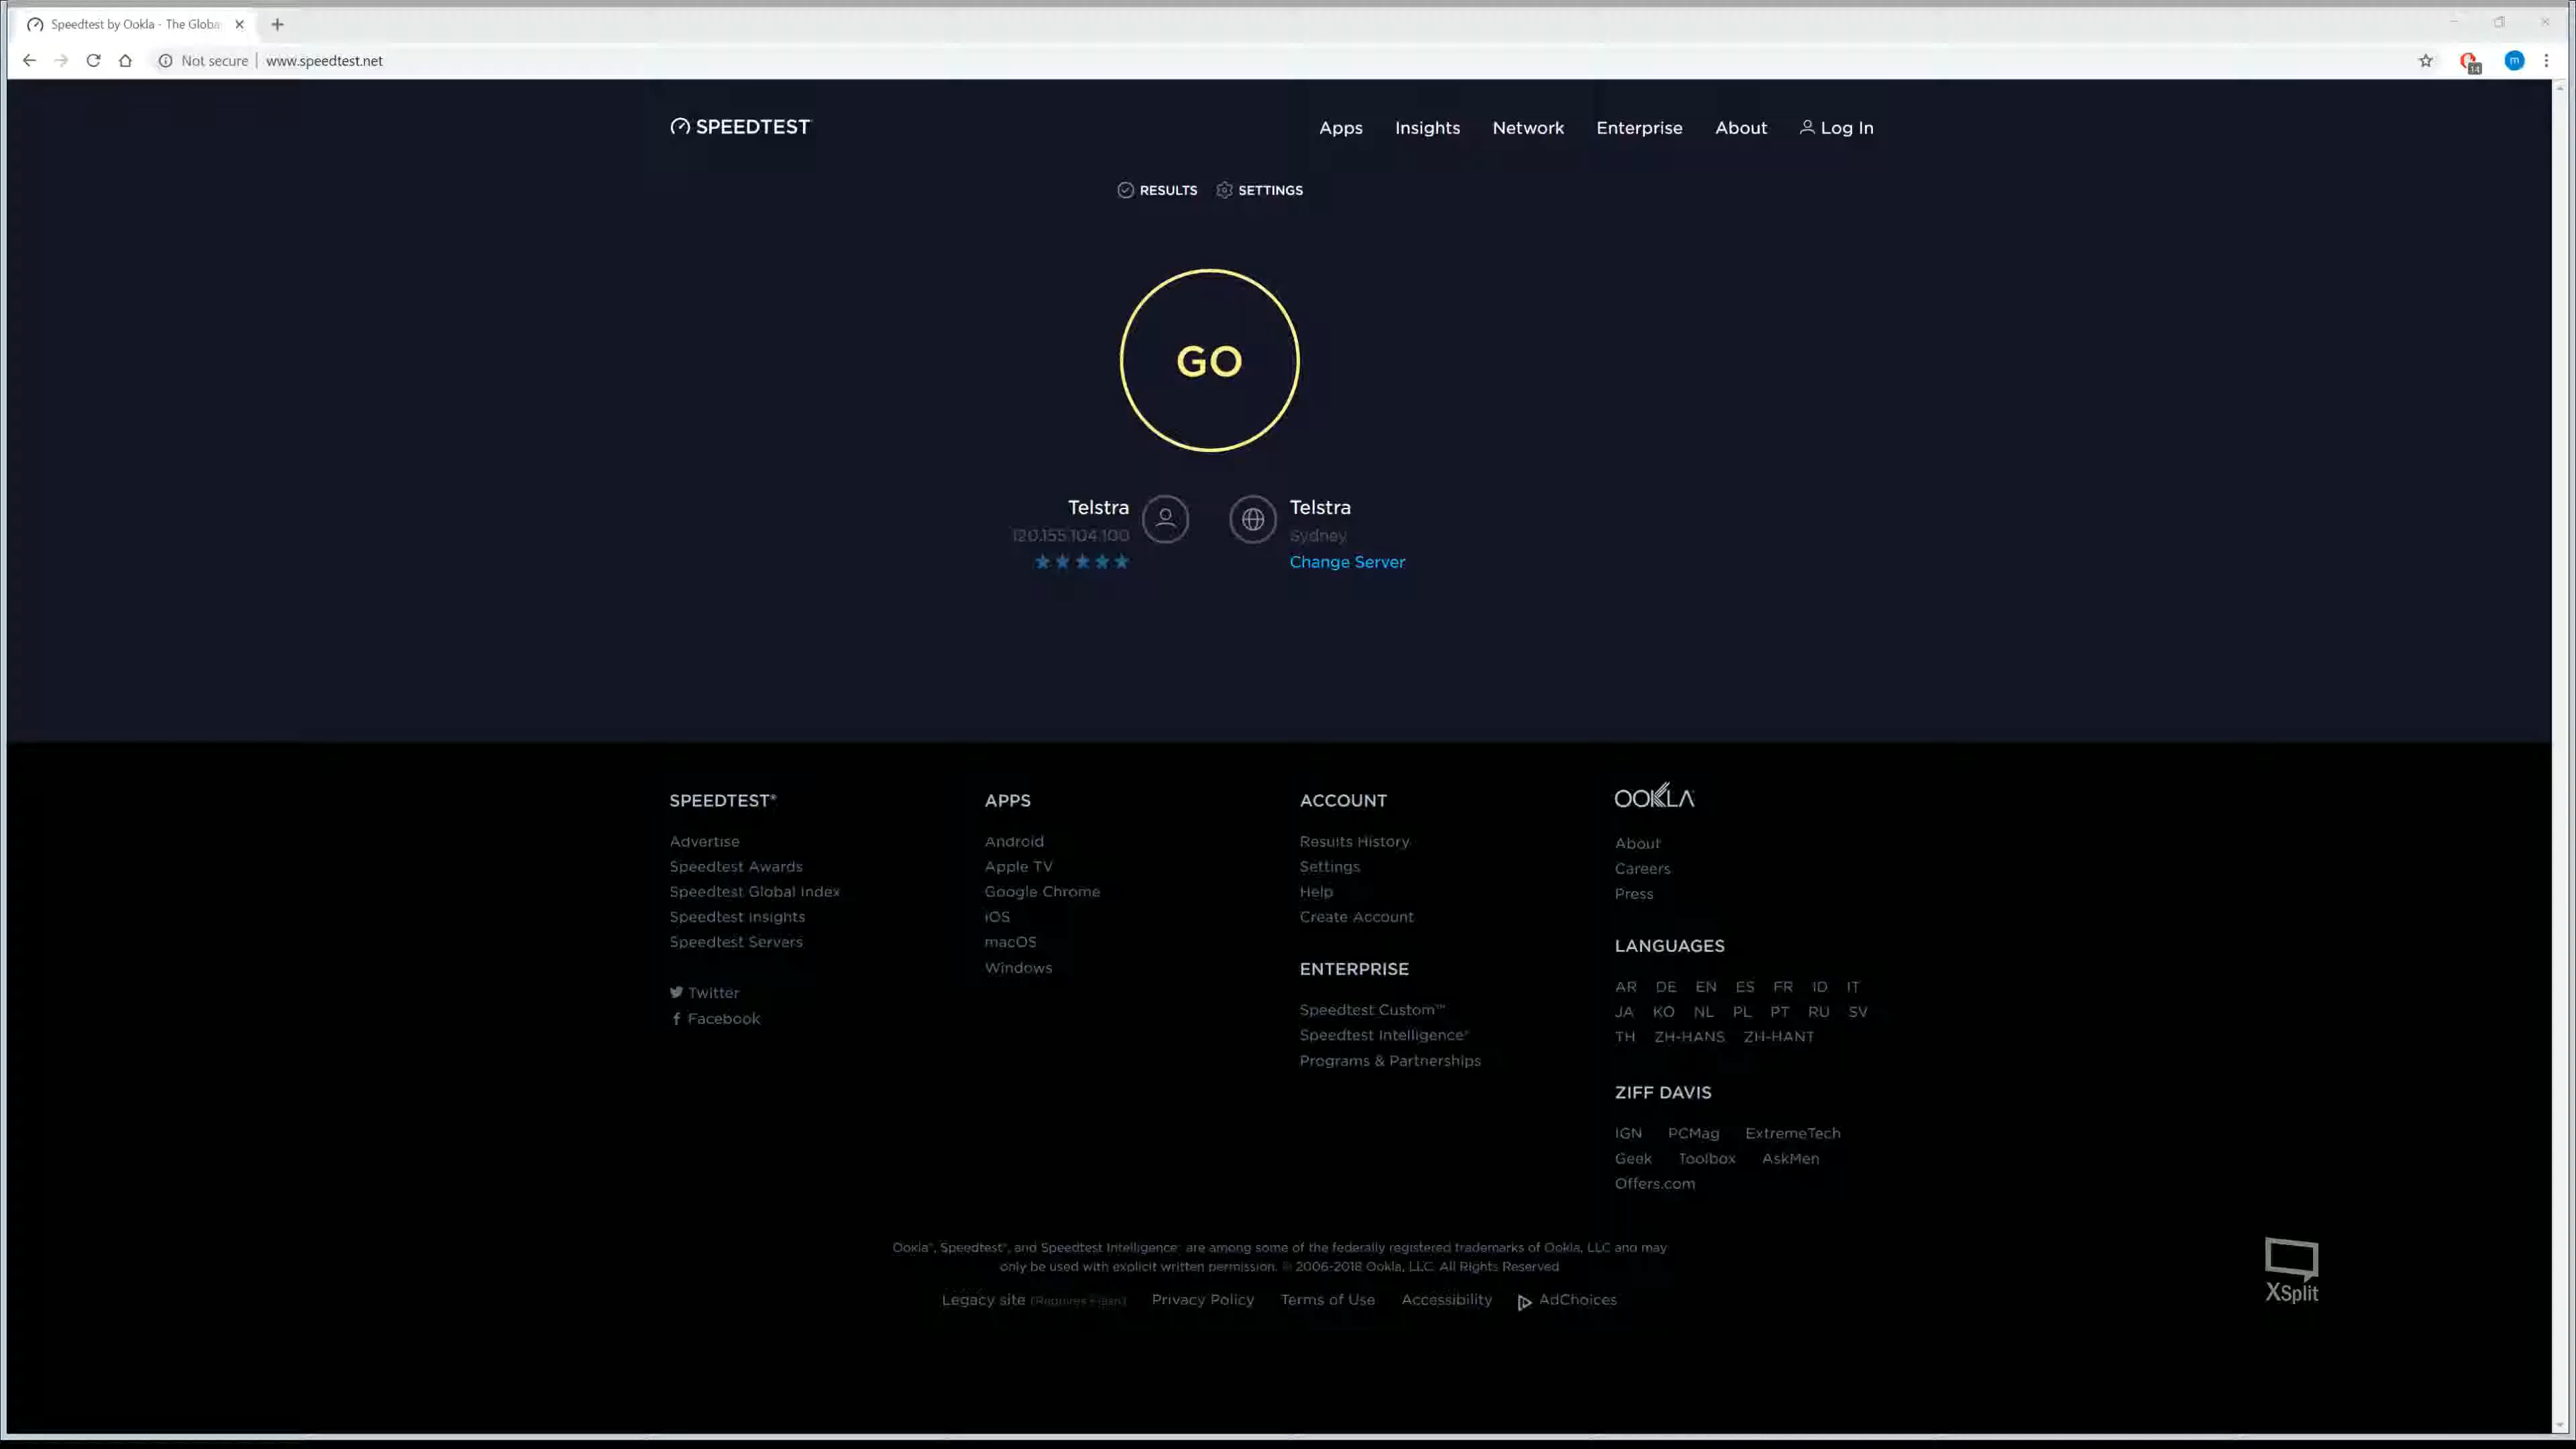 Speedtest by Ookla - The Globa
Not secure | www.speedtest.net
14
m
SPEEDTEST
Apps Insights Network Enterprise About Log In
RESULTS SETTINGS
GO
Telstra
120.155.104.100
Telstra
Sydney
Change Server
SPEEDTEST®
Advertise
Speedtest Awards
Speedtest Global Index
Speedtest Insights
Speedtest Servers
Twitter
Facebook
APPS
Android
Apple TV
Google Chrome
iOS
macOS
Windows
ACCOUNT
Results History
Settings
Help
Create Account
ENTERPRISE
Speedtest Custom™
Speedtest Intelligence®
Programs & Partnerships
OOKLA
About
Careers
Press
LANGUAGES
AR DE EN ES FR ID IT
JA KO NL PL PT RU SV
TH ZH-HANS ZH-HANT
ZIFF DAVIS
IGN PCMag ExtremeTech
Geek Toolbox AskMen
Offers.com
Ookla®, Speedtest®, and Speedtest Intelligence® are among some of the federally registered trademarks of Ookla, LLC and may
only be used with explicit written permission. © 2006-2018 Ookla, LLC. All Rights Reserved
Legacy site (Requires Flash) Privacy Policy Terms of Use Accessibility AdChoices
XSplit